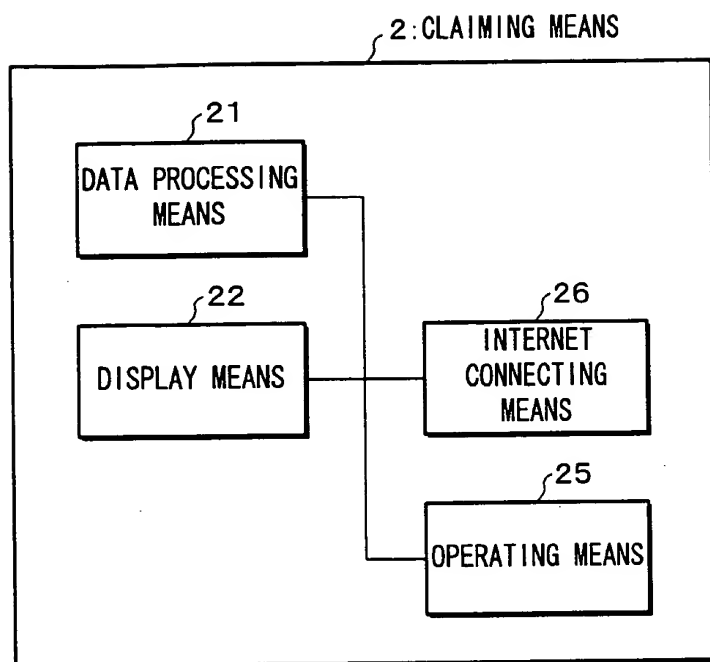 2:CLAIMING MEANS
21
DATA PROCESSING
MEANS
22
DISPLAY MEANS
26
INTERNET
CONNECTING
MEANS
25
OPERATING MEANS